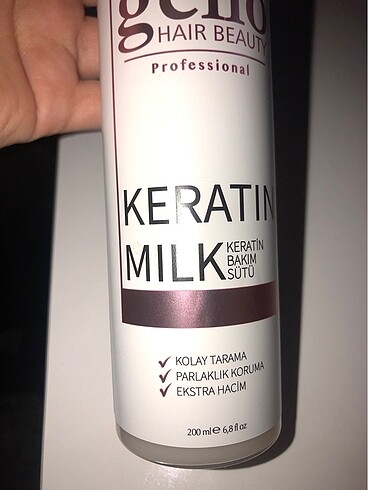 geno
HAIR BEAUTY
Professional
KERATIN
MILK
KERATİN
BAKIM
SÜTÜ
✓ KOLAY TARAMA
✓ PARLAKLIK KORUMA
✓ EKSTRA HACİM
200 ml℮ 6,8 fl oz